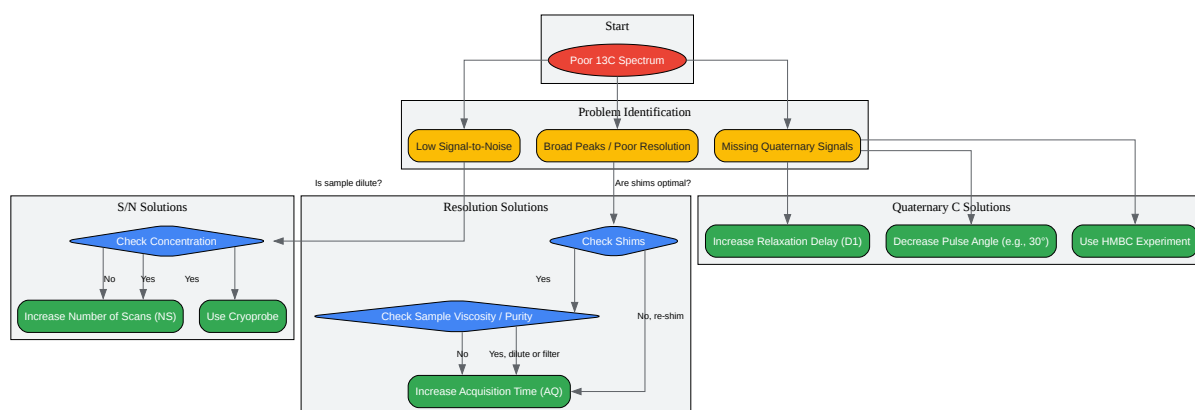 Start
Poor 13C Spectrum
Problem Identification
Low Signal-to-Noise
Broad Peaks / Poor Resolution
Missing Quaternary Signals
Is sample dilute?
Are shims optimal?
S/N Solutions
Resolution Solutions
Quaternary C Solutions
Check Concentration
Check Shims
Increase Relaxation Delay (D1)
Decrease Pulse Angle (e.g., 30°)
Use HMBC Experiment
No
Yes
Yes
Yes
Increase Number of Scans (NS)
Use Cryoprobe
Check Sample Viscosity / Purity
No, re-shim
No
Yes, dilute or filter
Increase Acquisition Time (AQ)